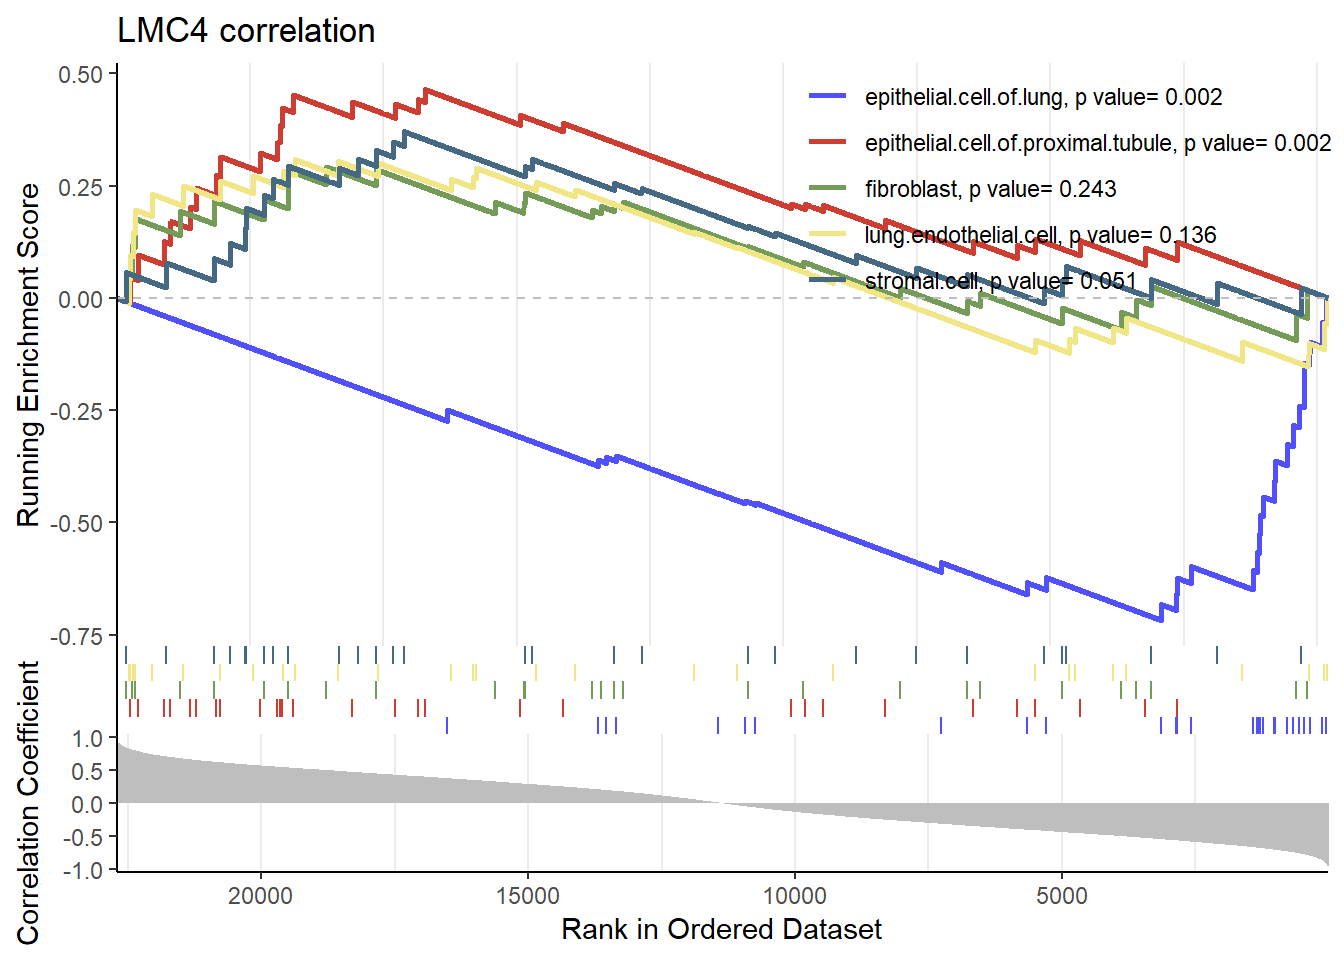 LMC4 correlation
Running Enrichment Score
0.50
0.25
0.00
-0.25
-0.50
-0.75
epithelial.cell.of.lung, p value= 0.002
epithelial.cell.of.proximal.tubule, p value= 0.002
fibroblast, p value= 0.243
lung.endothelial.cell, p value= 0.136
stromal.cell, p value= 0.051
Correlation Coefficient
1.0
0.5
0.0
-0.5
-1.0
20000
15000
10000
5000
Rank in Ordered Dataset